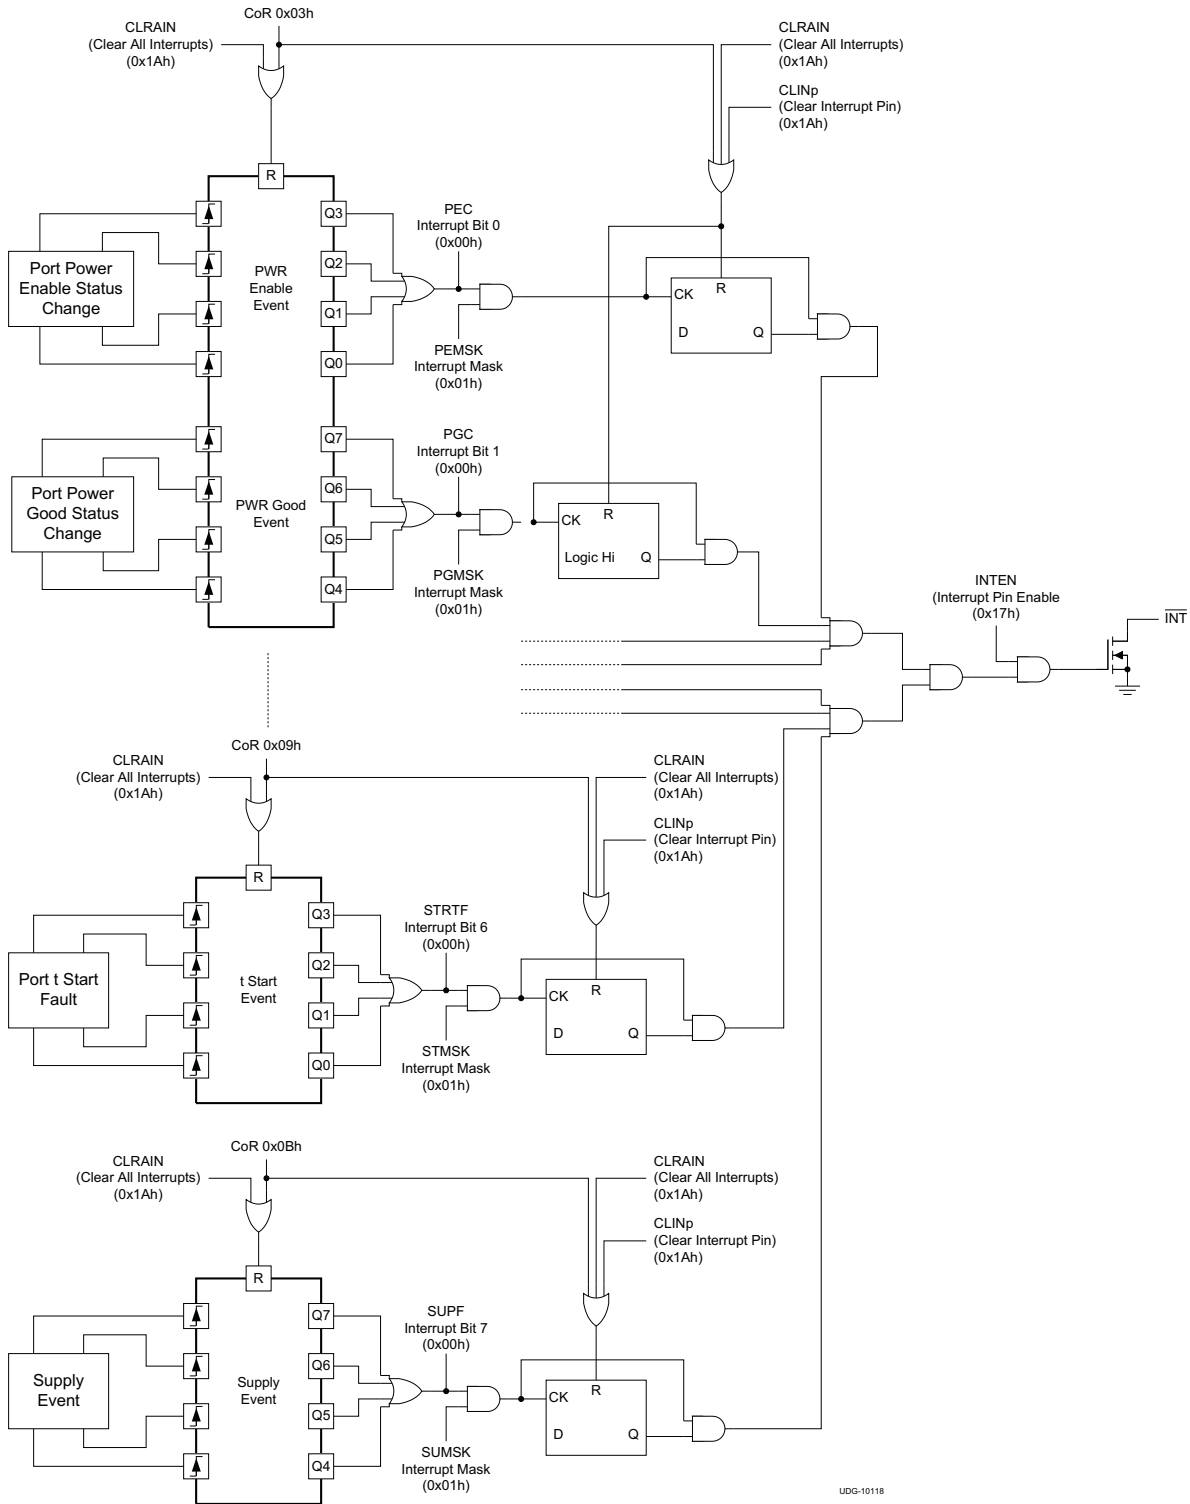 CoR 0x03h
CLRAIN
(Clear All Interrupts)
(0x1Ah)
CLRAIN
(Clear All Interrupts)
(0x1Ah)
CLINp
(Clear Interrupt Pin)
(0x1Ah)
R
Port Power
Enable Status
Change
PWR
Enable
Event
Q3
Q2
Q1
Q0
PEC
Interrupt Bit 0
(0x00h)
PEMSK
Interrupt Mask
(0x01h)
R
CK
D
Q
Port Power
Good Status
Change
PWR Good
Event
Q7
Q6
Q5
Q4
PGC
Interrupt Bit 1
(0x00h)
PGMSK
Interrupt Mask
(0x01h)
R
CK
Logic Hi
Q
INTEN
(Interrupt Pin Enable
(0x17h)
INT
CoR 0x09h
CLRAIN
(Clear All Interrupts)
(0x1Ah)
CLRAIN
(Clear All Interrupts)
(0x1Ah)
CLINp
(Clear Interrupt Pin)
(0x1Ah)
R
Port t Start
Fault
t Start
Event
Q3
Q2
Q1
Q0
STRTF
Interrupt Bit 6
(0x00h)
STMSK
Interrupt Mask
(0x01h)
R
CK
D
Q
CoR 0x0Bh
CLRAIN
(Clear All Interrupts)
(0x1Ah)
CLRAIN
(Clear All Interrupts)
(0x1Ah)
CLINp
(Clear Interrupt Pin)
(0x1Ah)
R
Supply
Event
Supply
Event
Q7
Q6
Q5
Q4
SUPF
Interrupt Bit 7
(0x00h)
SUMSK
Interrupt Mask
(0x01h)
R
CK
D
Q
UDG-10118